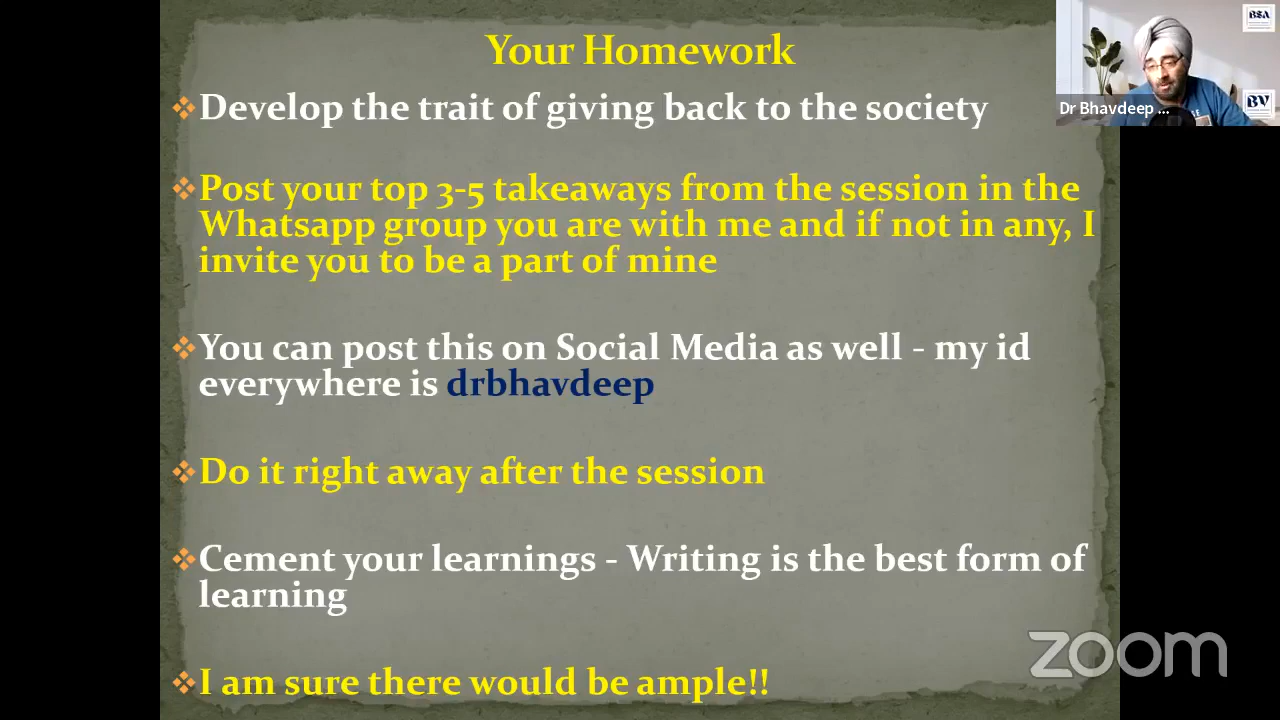 Your Homework
Develop the trait of giving back to the society
Post your top 3-5 takeaways from the session in the
Whatsapp group you are with me and if not in any, I
invite you to be a part of mine
You can post this on Social Media as well - my id
everywhere is drbhavdeep
Do it right away after the session
Cement your learnings - Writing is the best form of
learning
I am sure there would be ample!!
BSA
BV
Dr Bhavdeep ...
zoom